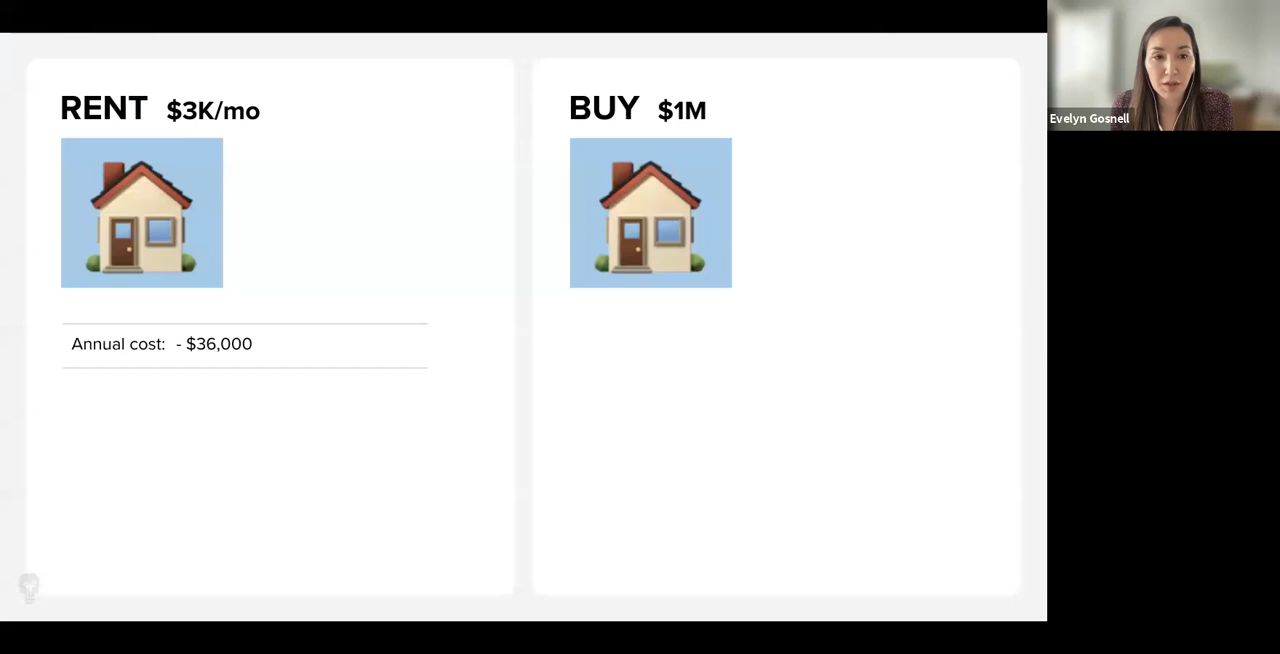 RENT $3K/mo
Annual cost: - $36,000
BUY $1M
Evelyn Gosnell